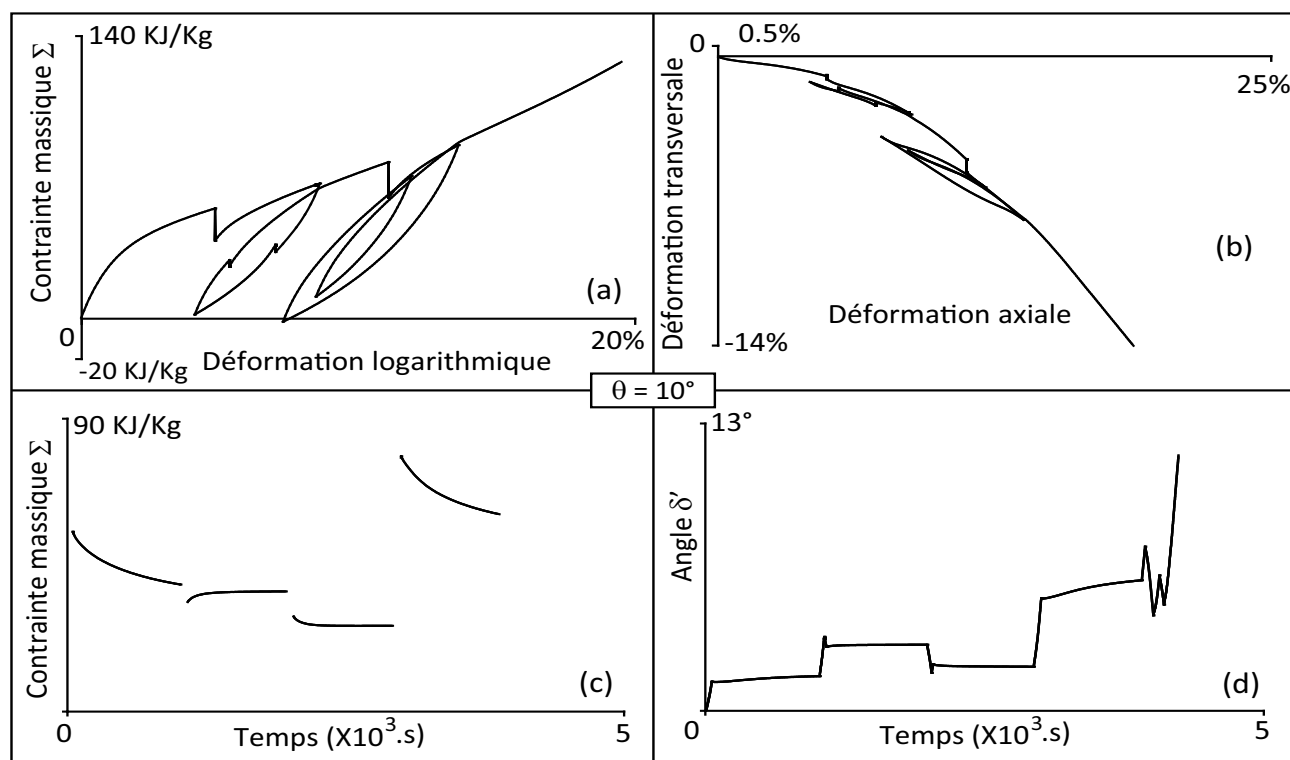 140 KJ/Kg
Contrainte massique Σ
0
-20 KJ/Kg
Déformation logarithmique
20%
(a)
0
0.5%
25%
Déformation transversale
Déformation axiale
-14%
(b)
θ = 10°
90 KJ/Kg
Contrainte massique Σ
0
Temps (X10³.s)
5
(c)
13°
Angle δ'
0
Temps (X10³.s)
5
(d)